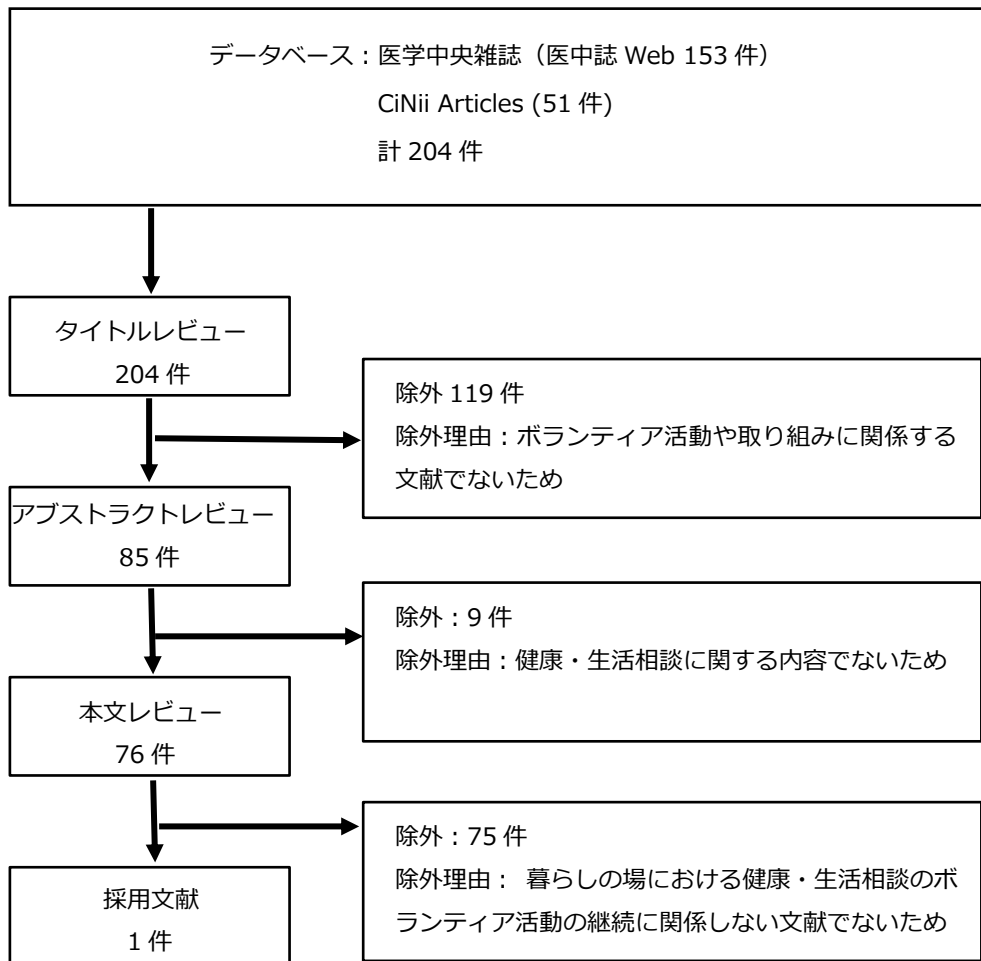 データベース：医学中央雑誌（医中誌 Web 153 件）
CiNii Articles (51 件)
計 204 件
タイトルレビュー
204 件
除外 119 件
除外理由：ボランティア活動や取り組みに関係する
文献でないため
アブストラクトレビュー
85 件
除外：9 件
除外理由：健康・生活相談に関する内容でないため
本文レビュー
76 件
除外：75 件
除外理由： 暮らしの場における健康・生活相談のボ
ランティア活動の継続に関係しない文献でないため
採用文献
1 件